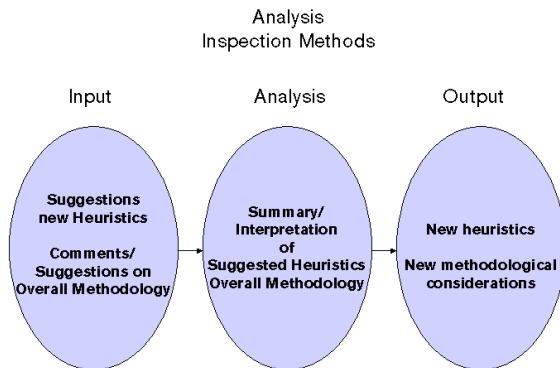 Analysis
Inspection Methods
Input
Analysis
Output
Suggestions
new Heuristics
Comments/
Suggestions on
Overall Methodology
Summary/
Interpretation
of
Suggested Heuristics
Overall Methodology
New heuristics
New methodological
considerations